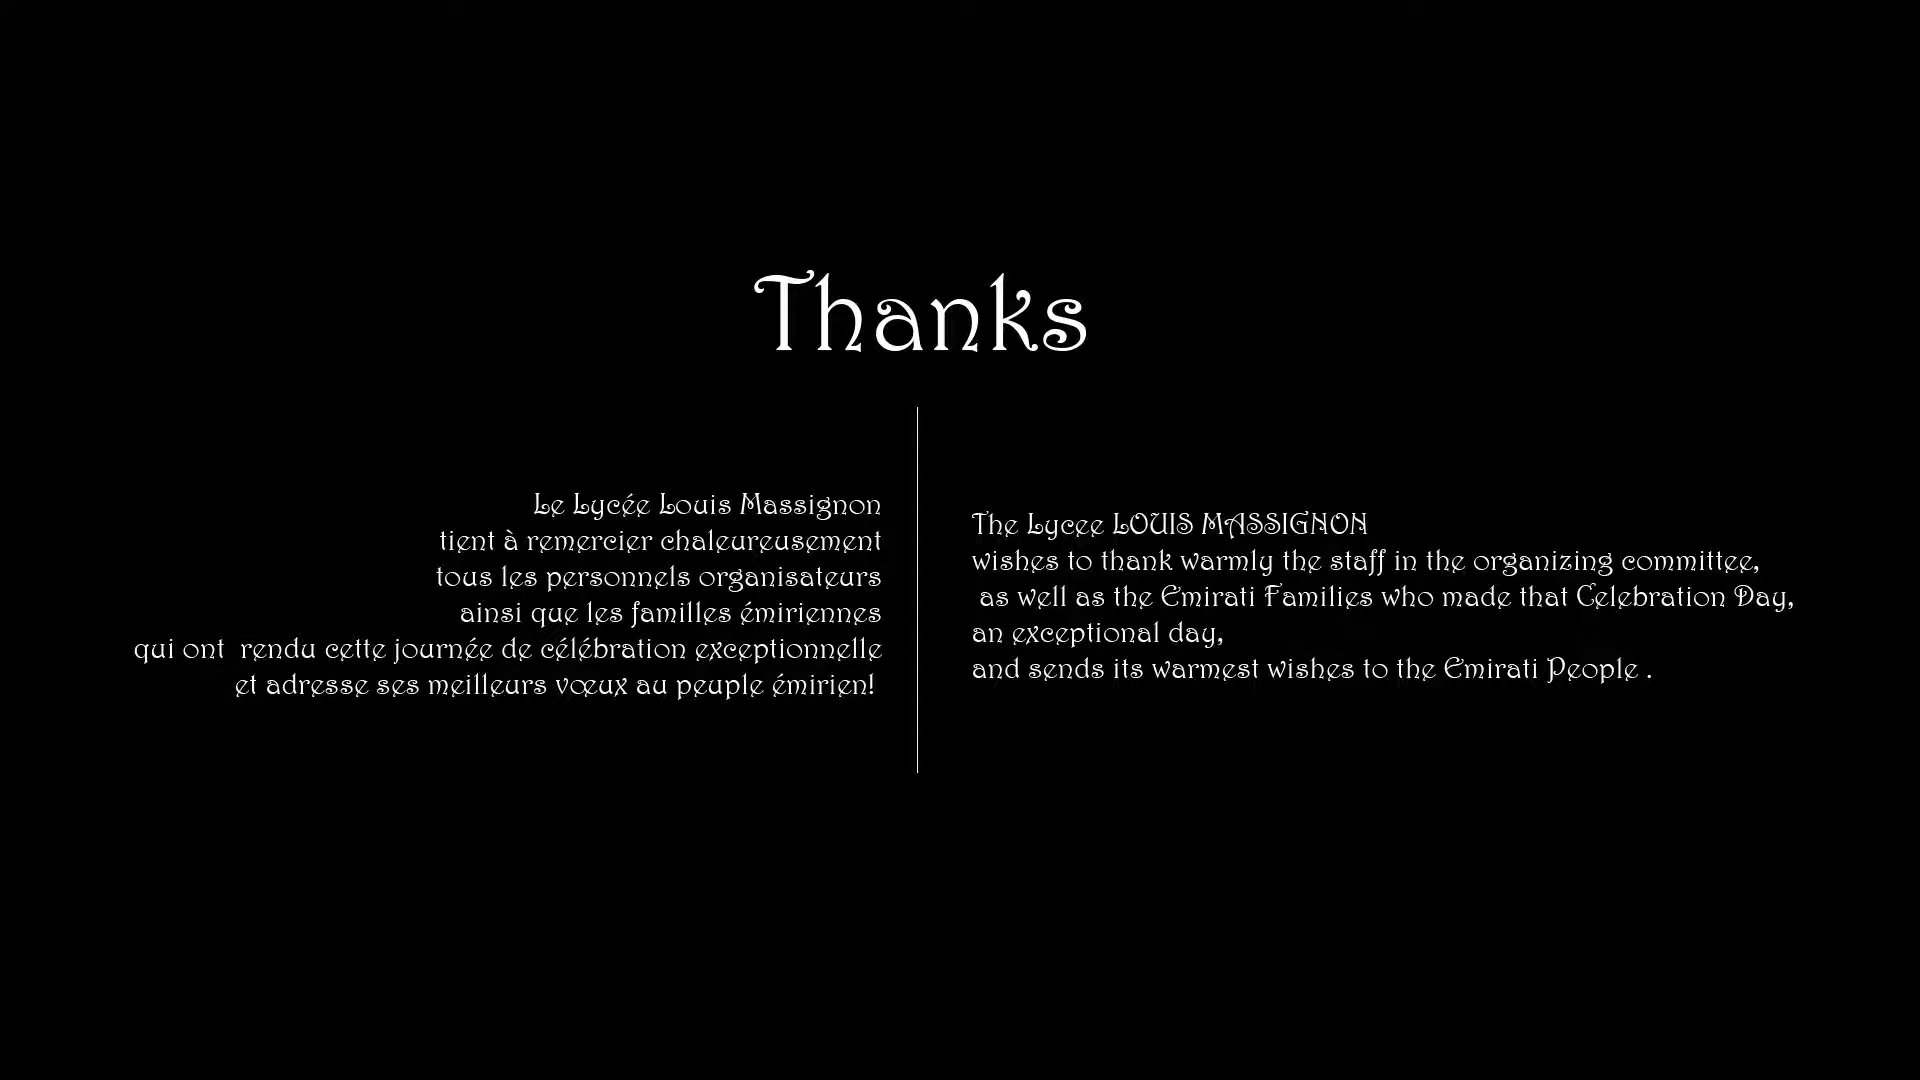 Thanks
Le Lycée Louis Massignon
tient à remercier chaleureusement
tous les personnels organisateurs
ainsi que les familles émiriennes
qui ont  rendu cette journée de célébration exceptionnelle
et adresse ses meilleurs vœux au peuple émirien!
The Lycee LOUIS MASSIGNON
wishes to thank warmly the staff in the organizing committee,
as well as the Emirati Families who made that Celebration Day,
an exceptional day,
and sends its warmest wishes to the Emirati People .